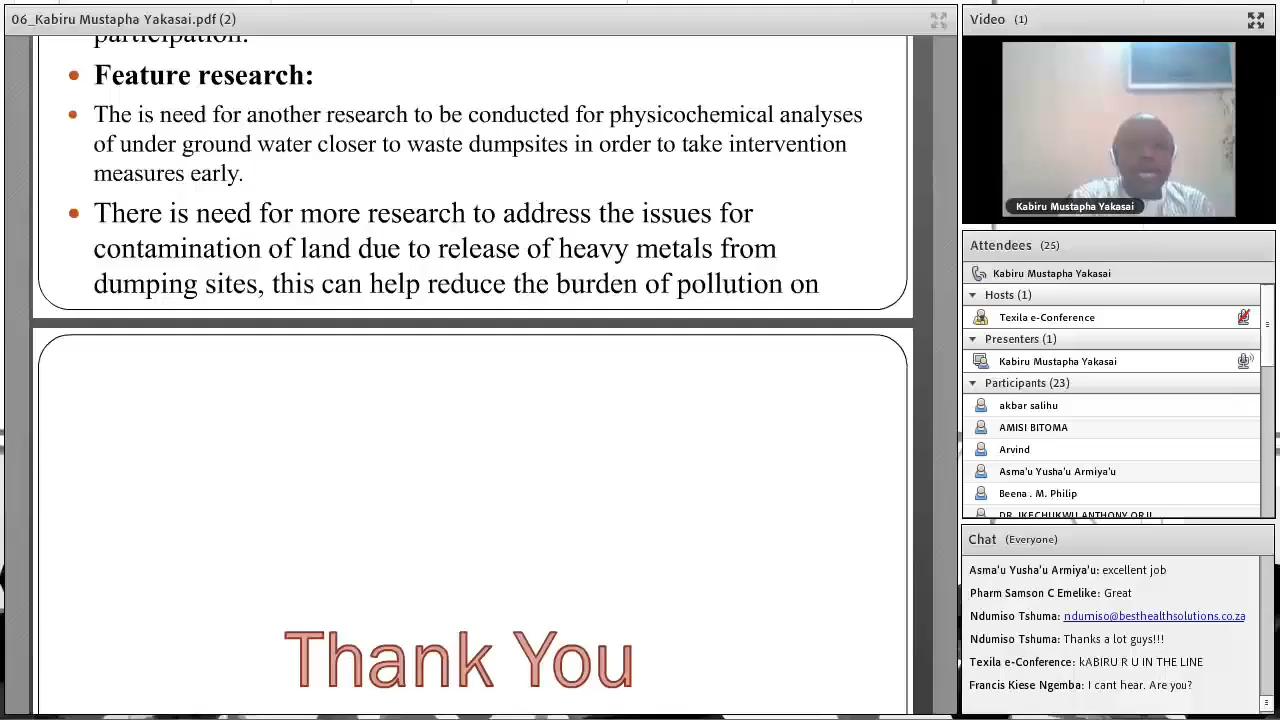 06_Kabiru Mustapha Yakasai.pdf (2)
participation.
Feature research:
The is need for another research to be conducted for physicochemical analyses
of under ground water closer to waste dumpsites in order to take intervention
measures early.
There is need for more research to address the issues for
contamination of land due to release of heavy metals from
dumping sites, this can help reduce the burden of pollution on
Thank You
Video (1)
Kabiru Mustapha Yakasai
Attendees (25)
Kabiru Mustapha Yakasai
Hosts (1)
Texila e-Conference
Presenters (1)
Kabiru Mustapha Yakasai
Participants (23)
akbar salihu
AMISI BITOMA
Arvind
Asma'u Yusha'u Armiya'u
Beena . M. Philip
DR. IKECHUKWU ANTHONY ORJI
Chat (Everyone)
Asma'u Yusha'u Armiya'u: excellent job
Pharm Samson C Emelike: Great
Ndumiso Tshuma: ndumiso@besthealthsolutions.co.za
Ndumiso Tshuma: Thanks a lot guys!!!
Texila e-Conference: kABIRU R U IN THE LINE
Francis Kiese Ngemba: I cant hear. Are you?